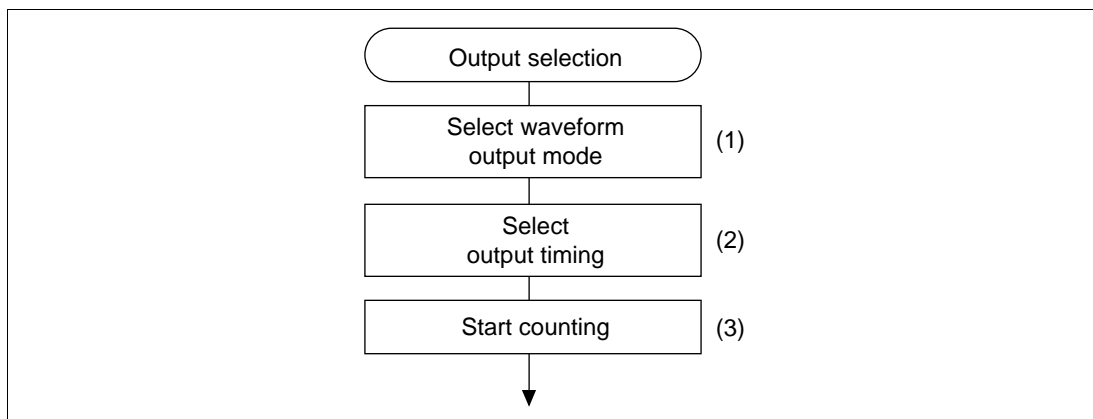 Output selection
Select waveform
output mode
(1)
Select
output timing
(2)
Start counting
(3)